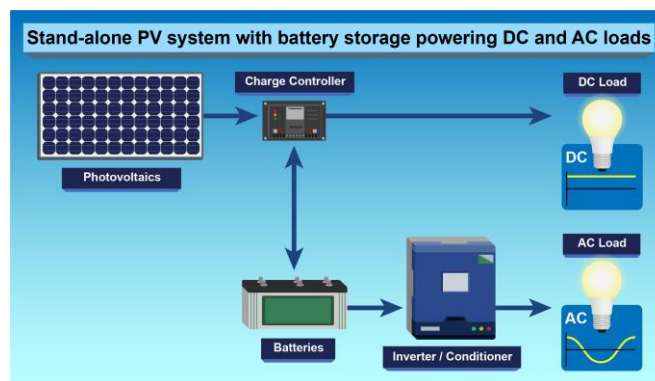 Stand-alone PV system with battery storage powering DC and AC loads
Charge Controller
DC Load
DC
Photovoltaics
AC Load
AC
Batteries
Inverter / Conditioner